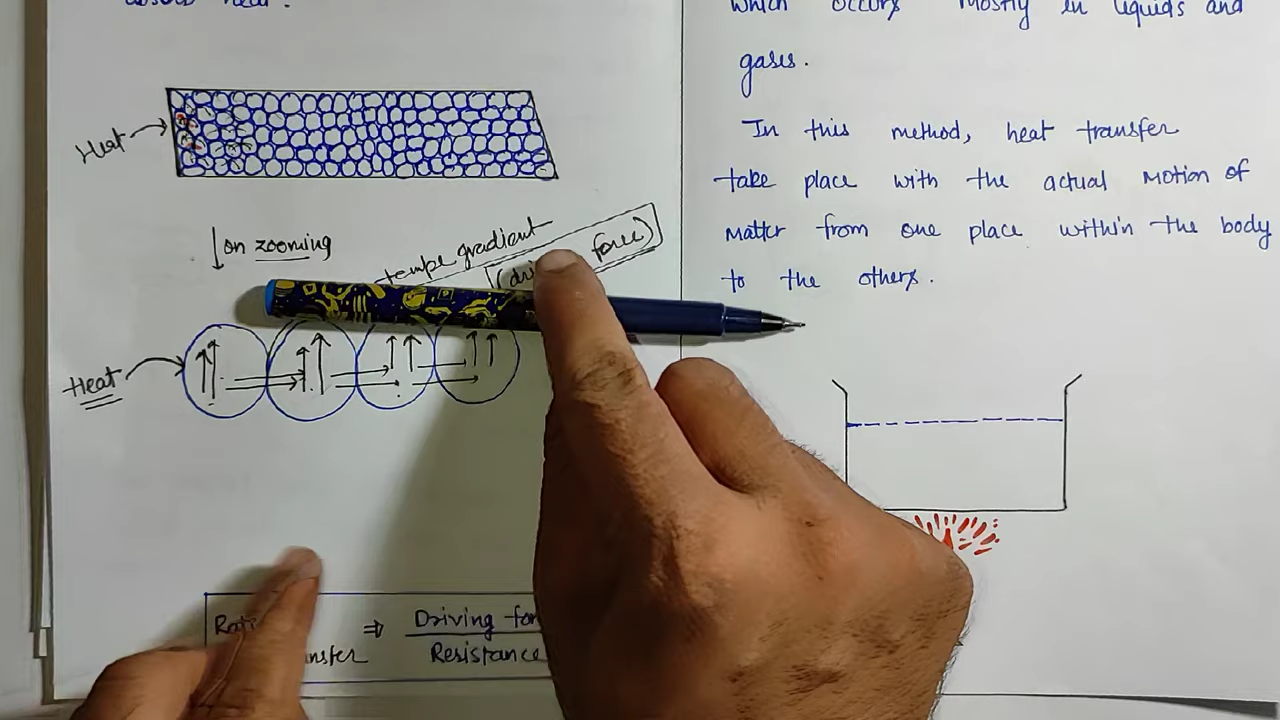 absorb heat.
Heat
on zooming
tempe gradient
force)
Heat
⇒ Driving
Resistance
which occurs mostly in liquids and
gases.
In this method, heat transfer
take place with the actual motion of
matter from one place within the body
to the others.